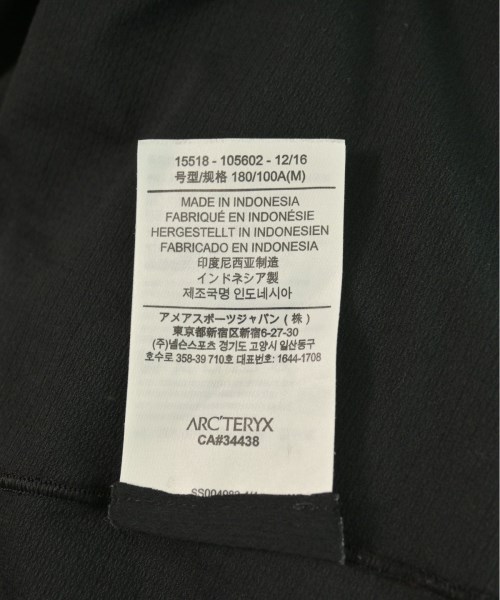 15518 - 105602 - 12/16
号型/规格 180/100A(M)
MADE IN INDONESIA
FABRIQUÉ EN INDONÉSIE
HERGESTELLT IN INDONESIEN
FABRICADO EN INDONESIA
印度尼西亚制造
インドネシア製
제조국명 인도네시아
アメアスポーツジャパン (株)
東京都新宿区新宿6-27-30
(주)넬슨스포츠 경기도 고양시 일산동구
호수로 358-39 710호 대표번호: 1644-1708
ARC'TERYX
CA#34438